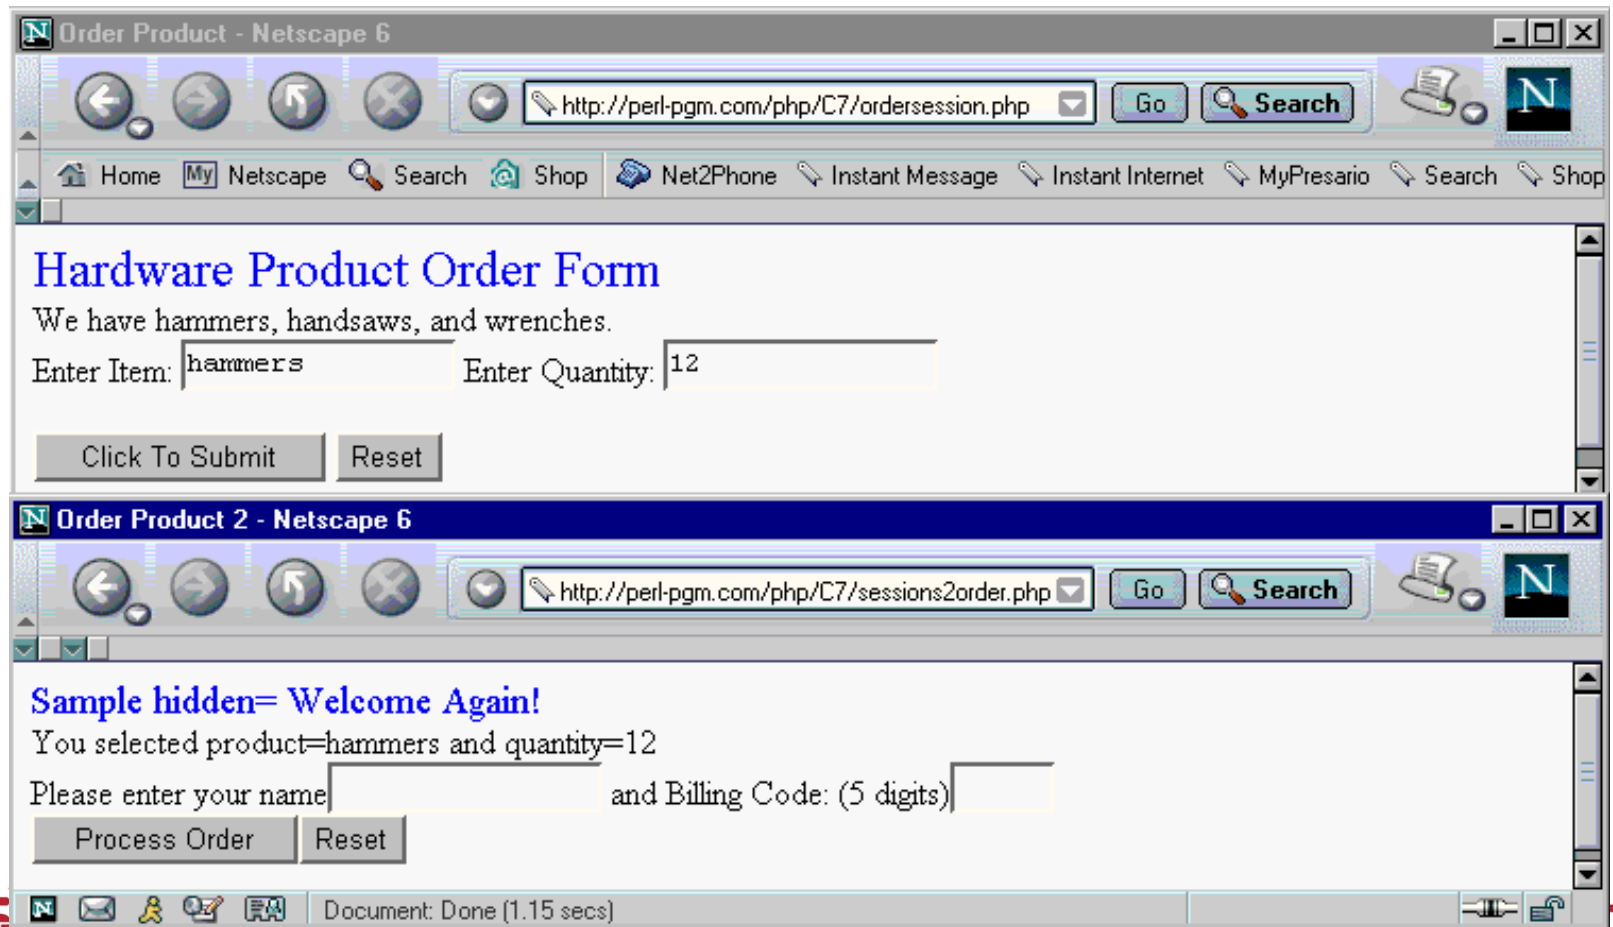 N Order Product - Netscape 6
http://perl-pgm.com/php/C7/ordersession.php Go Search N
Home My Netscape Search Shop Net2Phone Instant Message Instant Internet MyPresario Search Shop
Hardware Product Order Form
We have hammers, handsaws, and wrenches.
Enter Item: hammers Enter Quantity: 12
Click To Submit Reset
N Order Product 2 - Netscape 6
http://perl-pgm.com/php/C7/sessions2order.php Go Search N
Sample hidden= Welcome Again!
You selected product=hammers and quantity=12
Please enter your name and Billing Code: (5 digits)
Process Order Reset
N Document: Done (1.15 secs)